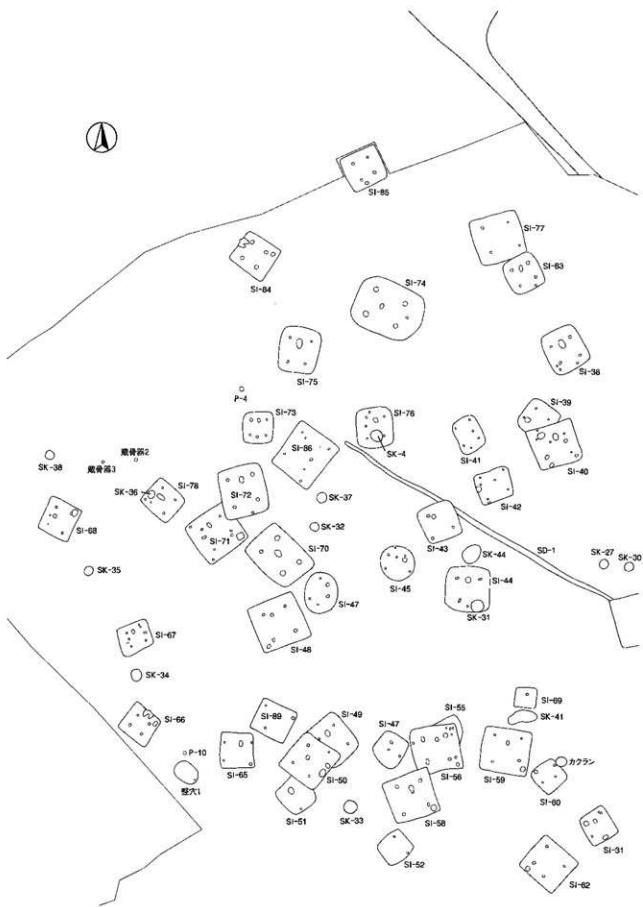 SI-85
SI-77
SI-63
SI-84
SI-74
SI-38
SI-75
P-4
SI-39
SI-73
SI-76
SI-86
SI-41
SK-4
SI-40
蔵骨器2
SK-38
蔵骨器3
SK-36
SI-78
SI-72
SK-37
SI-42
SI-68
SK-32
SI-71
SI-43
SK-44
SD-1
SK-27
SK-30
SI-70
SK-35
SI-45
SI-44
SI-47
SK-31
SI-67
SI-48
SK-34
SI-69
SI-66
SI-89
SI-49
SI-47
SI-55
SK-41
P-10
SI-65
SI-50
SI-56
SI-59
カクラン
竪穴1
SI-60
SI-51
SK-33
SI-58
SI-31
SI-52
SI-62